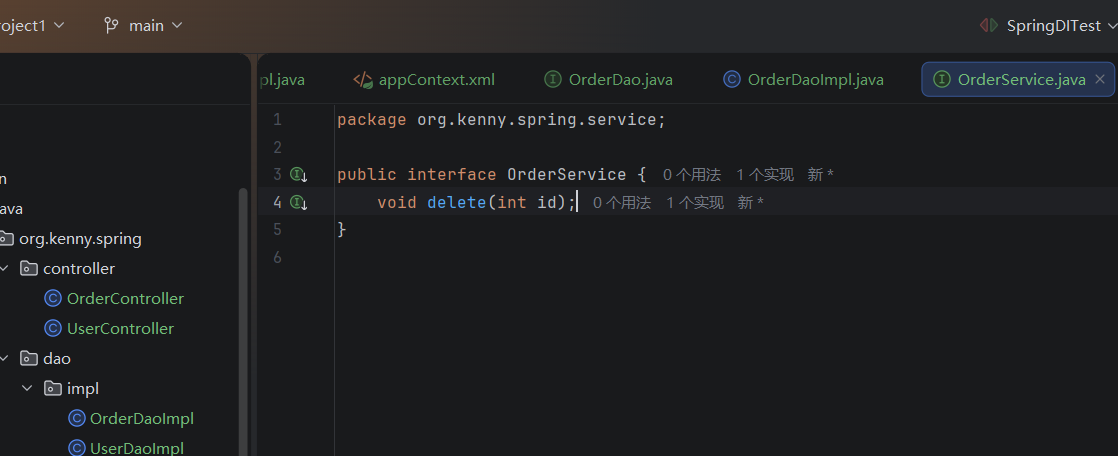 oject1 main SpringDITest
pl.java appContext.xml OrderDao.java OrderDaoImpl.java OrderService.java
1 package org.kenny.spring.service;
2
3 public interface OrderService { 0 个用法 1 个实现 新 *
4 void delete(int id); 0 个用法 1 个实现 新 *
5 }
6
n
ava
org.kenny.spring
controller
OrderController
UserController
dao
impl
OrderDaoImpl
UserDaoImpl